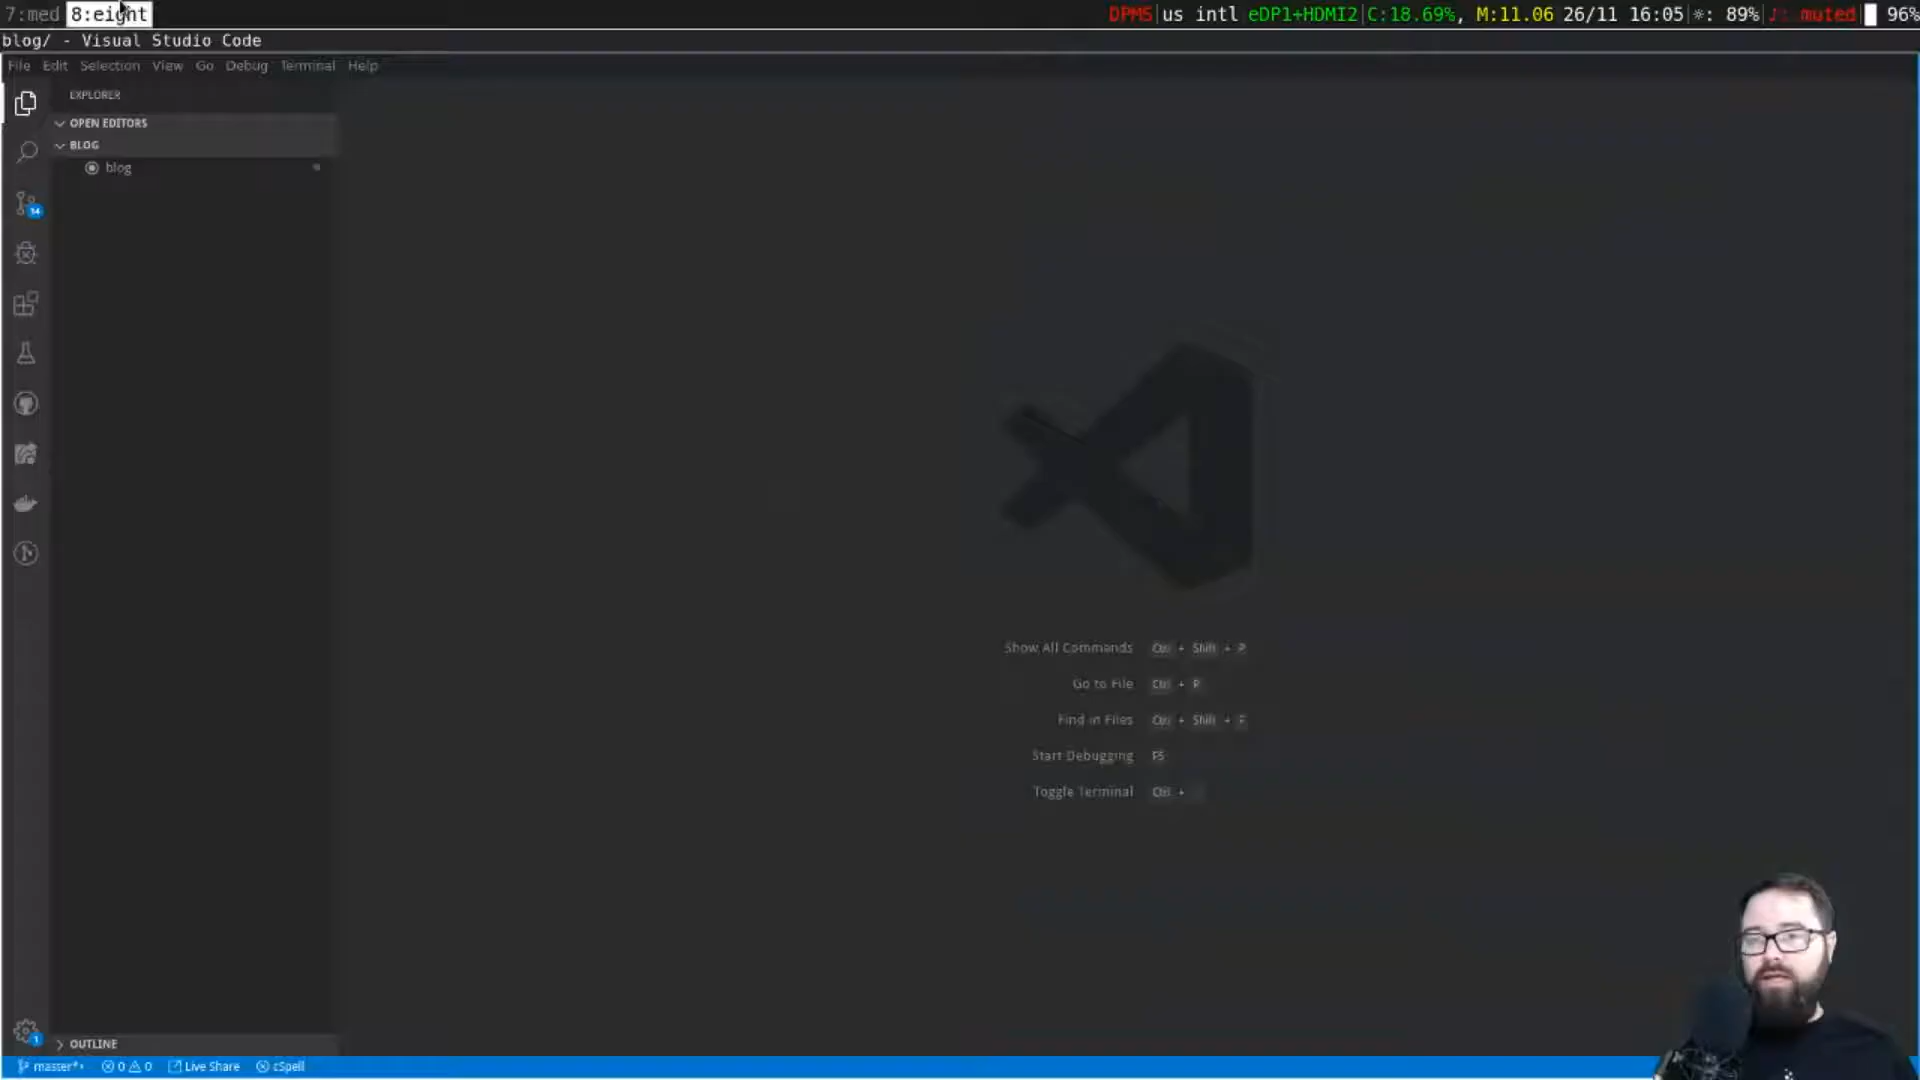 7:med 8:eight
DPMS us intl eDP1+HDMI2 C:18.69%, M:11.06 26/11 16:05 *: 89% ♪: muted 96%
blog/ - Visual Studio Code
File Edit Selection View Go Debug Terminal Help
EXPLORER
OPEN EDITORS
BLOG
blog
14
Show All Commands Ctrl + Shift + P
Go to File Ctrl + P
Find in Files Ctrl + Shift + F
Start Debugging F5
Toggle Terminal Ctrl +
1
OUTLINE
master*+ 0 0 Live Share cSpell